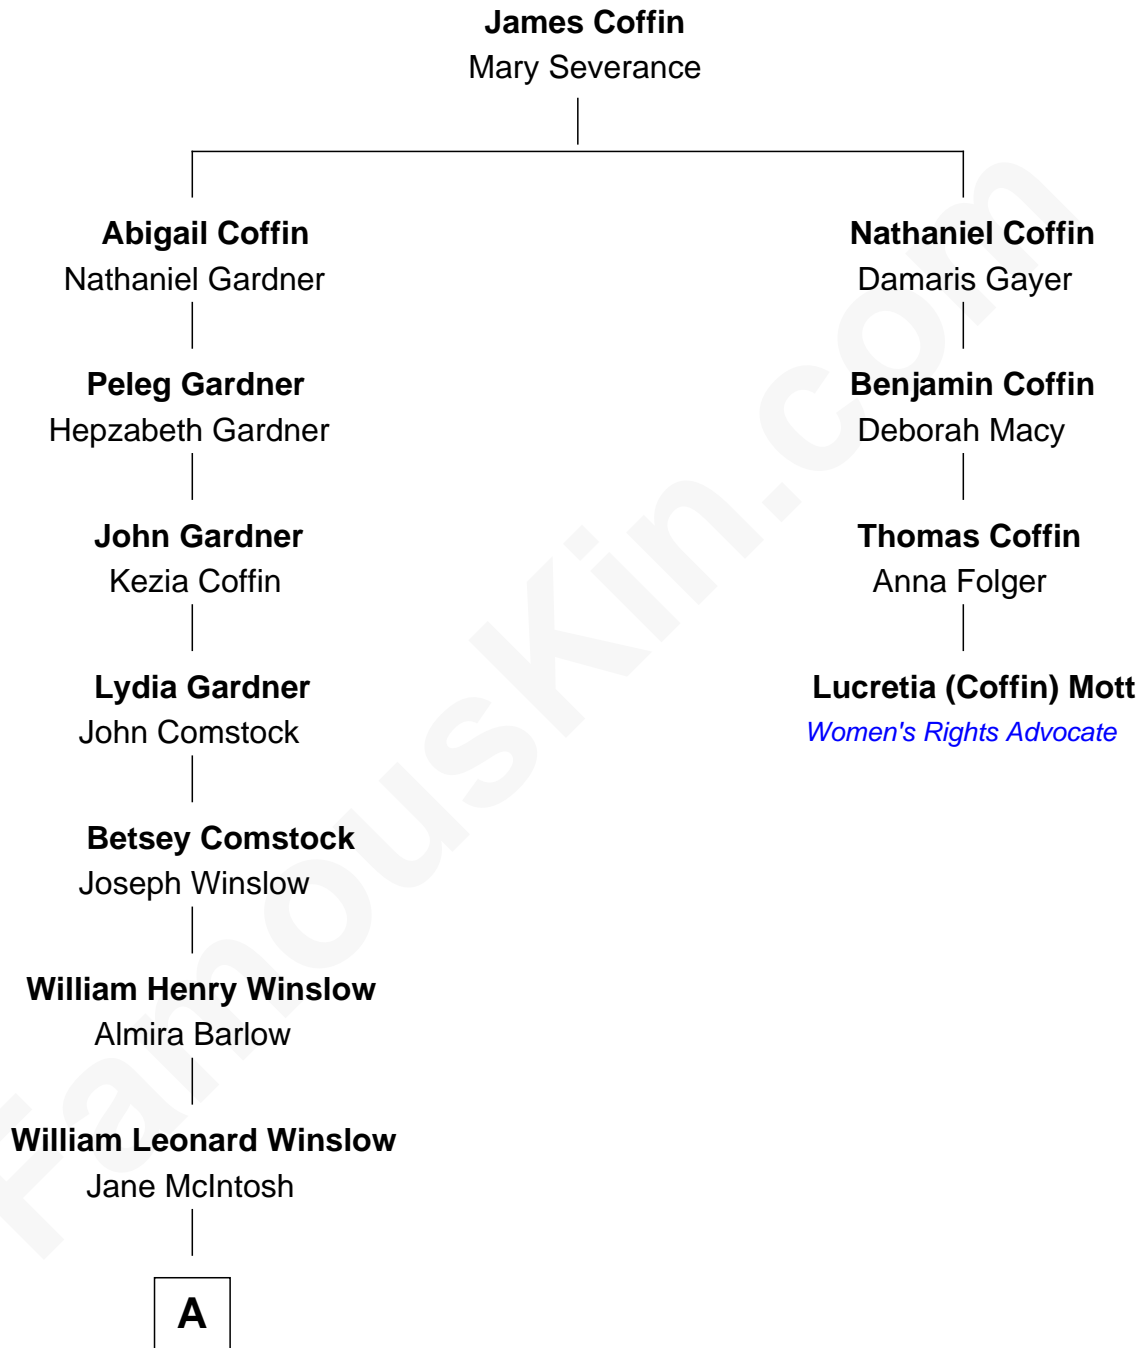 James Coffin
Mary Severance
Abigail Coffin
Nathaniel Gardner
Nathaniel Coffin
Damaris Gayer
Peleg Gardner
Hepzabeth Gardner
Benjamin Coffin
Deborah Macy
John Gardner
Kezia Coffin
Thomas Coffin
Anna Folger
Lydia Gardner
John Comstock
Lucretia (Coffin) Mott
Women's Rights Advocate
Betsey Comstock
Joseph Winslow
William Henry Winslow
Almira Barlow
William Leonard Winslow
Jane McIntosh
A
FamousKin.com